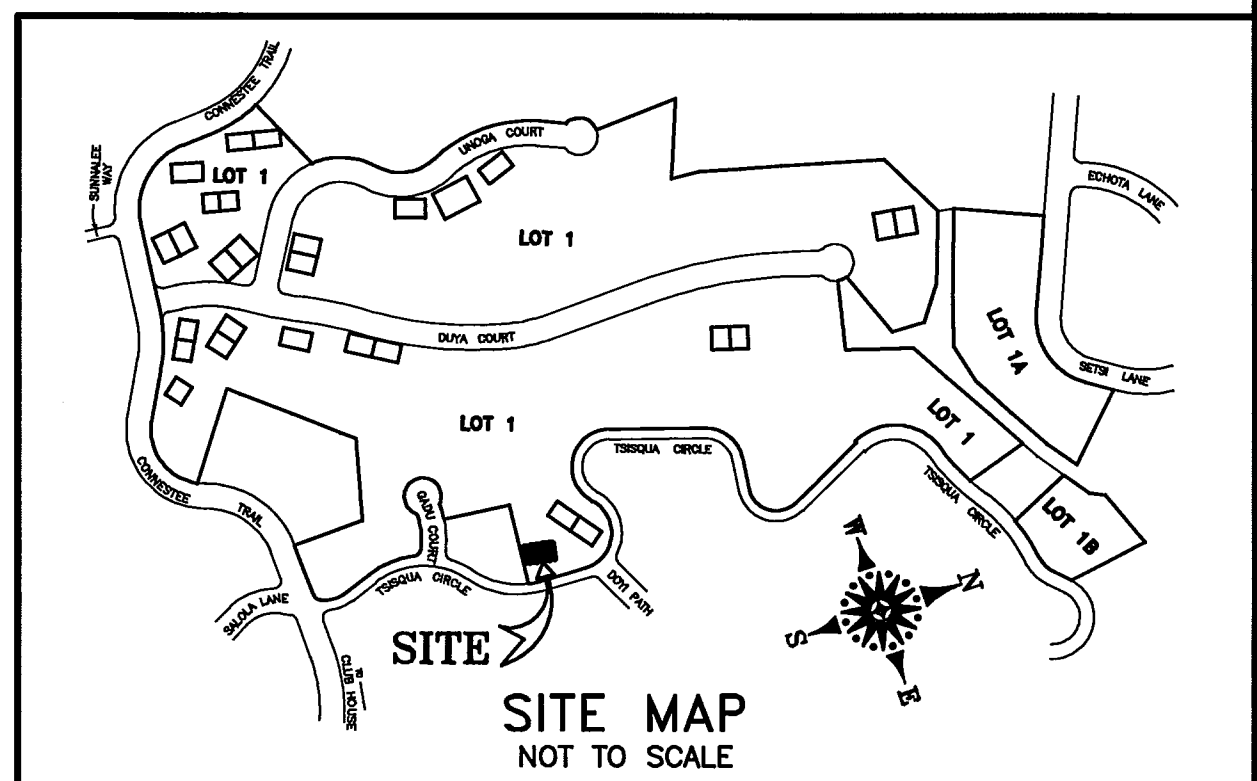 CONNESTEE TRAIL
SUNNALEE
WAY
LOT 1
UNOGA COURT
ECHOTA LANE
LOT 1
LOT 1A
DUYA COURT
SETSI LANE
LOT 1
LOT 1
TSISQUA CIRCLE
CONNESTEE TRAIL
GADU COURT
TSISQUA CIRCLE
LOT 1B
TSISQUA CIRCLE
DOYI PATH
SALOLA LANE
W
N
S
E
SITE
TO
CLUB HOUSE
SITE MAP
NOT TO SCALE